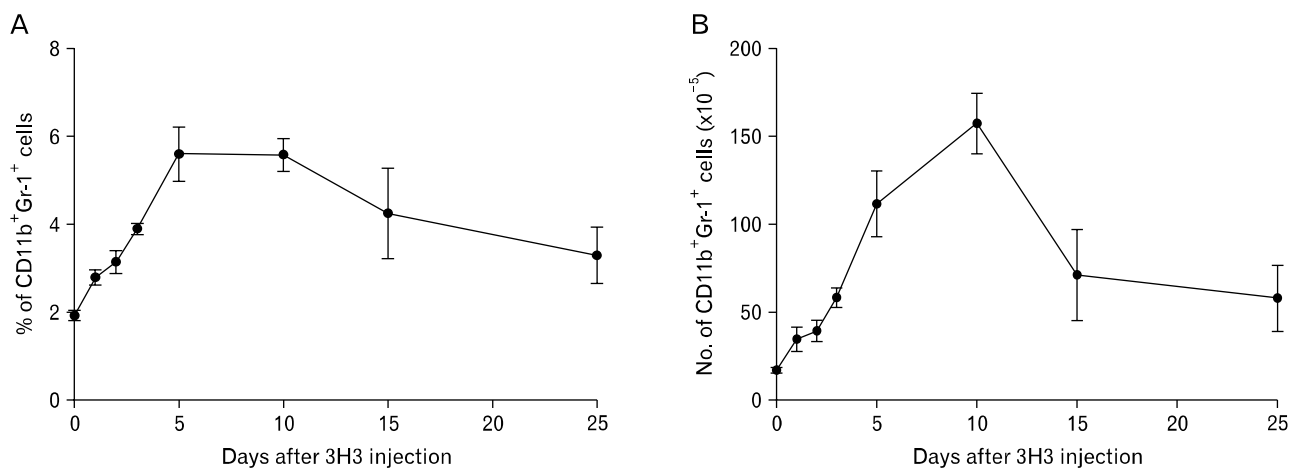 A
8
6
4
2
0
% of CD11b⁺Gr-1⁺ cells
0 5 10 15 20 25
Days after 3H3 injection
B
200
150
100
50
0
No. of CD11b⁺Gr-1⁺ cells (x10⁻⁵)
0 5 10 15 20 25
Days after 3H3 injection